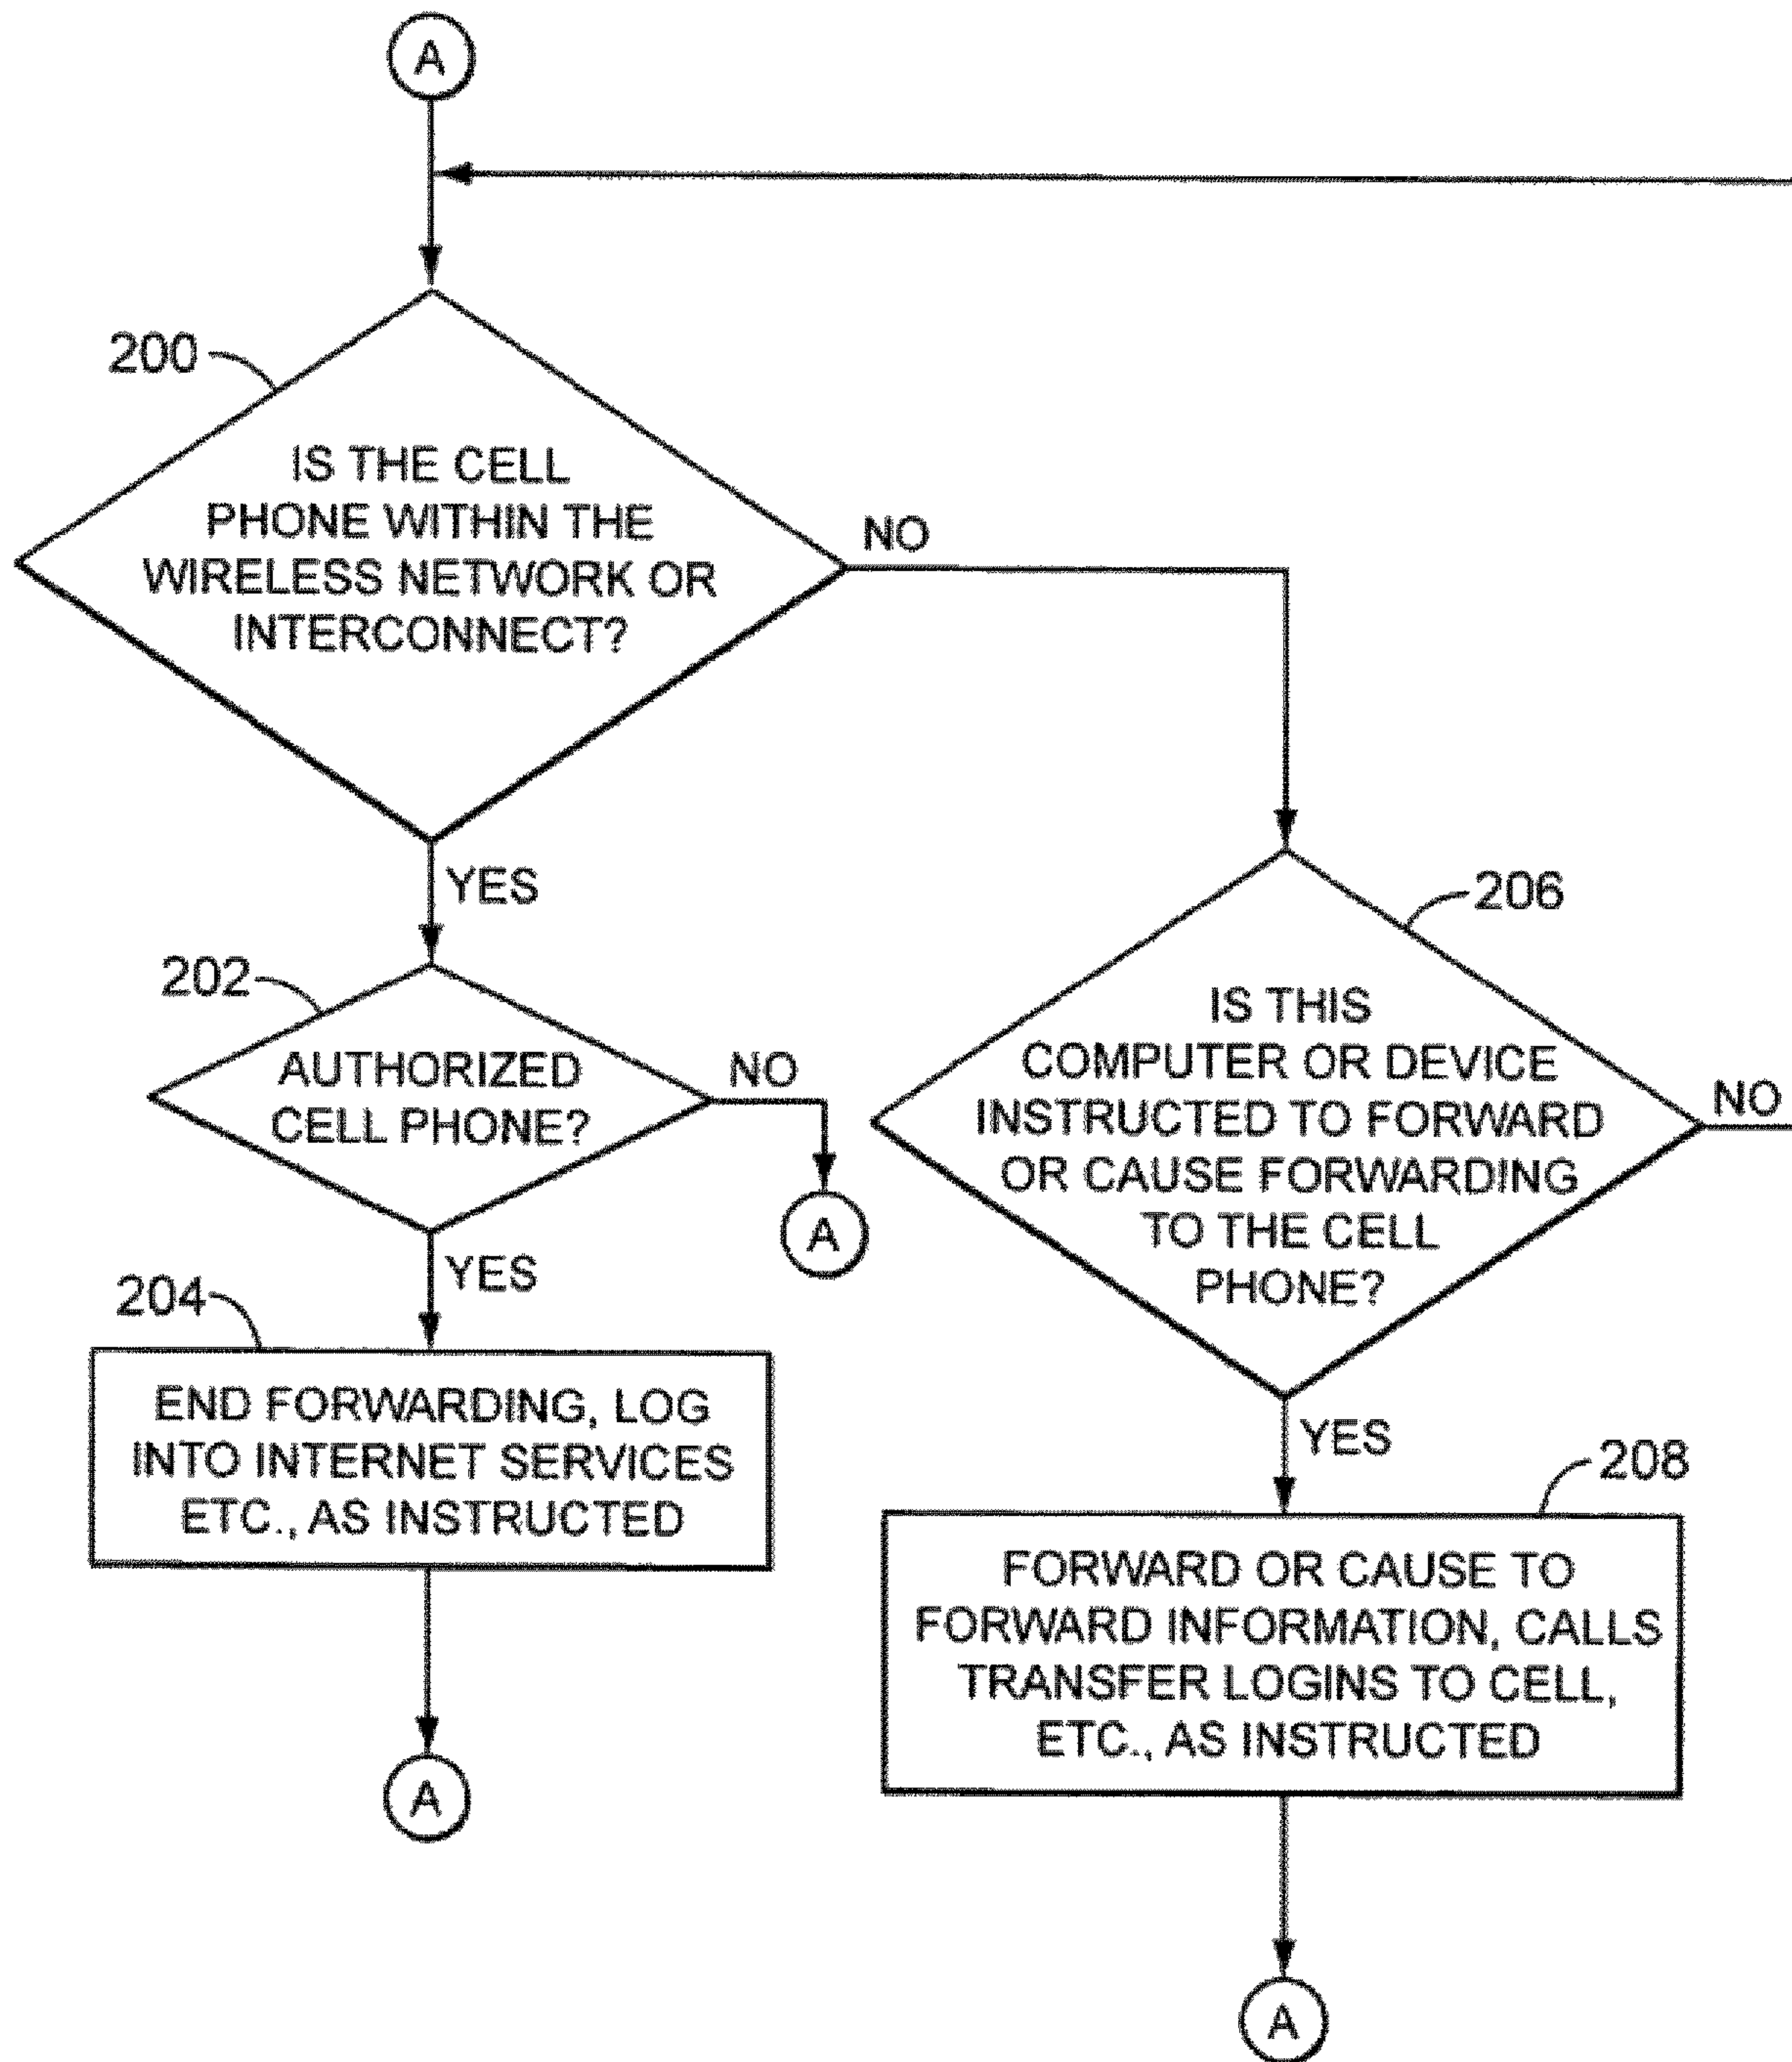 A
200
IS THE CELL
PHONE WITHIN THE
WIRELESS NETWORK OR
INTERCONNECT?
NO
YES
202
AUTHORIZED
CELL PHONE?
NO
A
YES
204
END FORWARDING, LOG
INTO INTERNET SERVICES
ETC., AS INSTRUCTED
A
206
IS THIS
COMPUTER OR DEVICE
INSTRUCTED TO FORWARD
OR CAUSE FORWARDING
TO THE CELL
PHONE?
NO
YES
208
FORWARD OR CAUSE TO
FORWARD INFORMATION, CALLS
TRANSFER LOGINS TO CELL,
ETC., AS INSTRUCTED
A